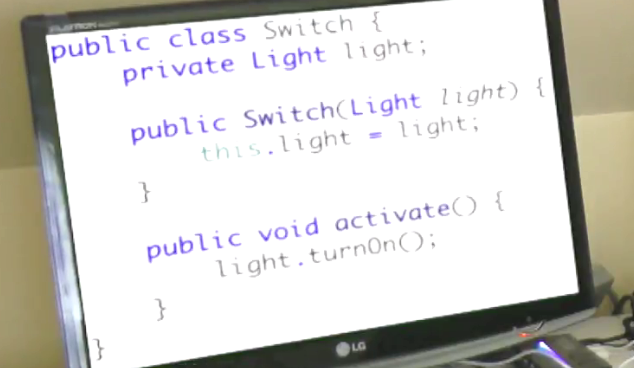 public class Switch {
private Light light;
public Switch(Light light) {
this.light = light;
}
public void activate() {
light.turnOn();
}
}
LG